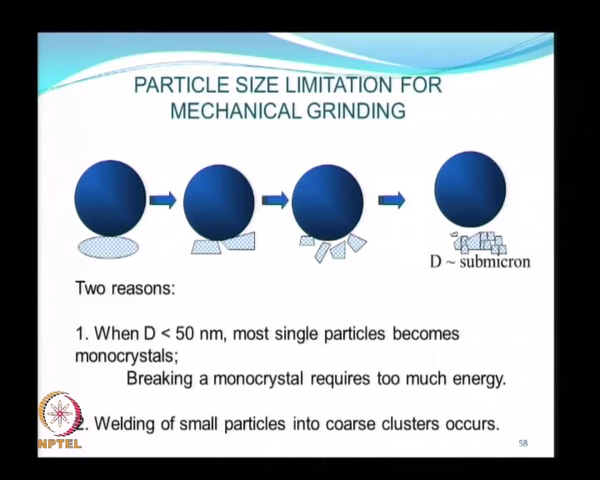 PARTICLE SIZE LIMITATION FOR
MECHANICAL GRINDING
D ~ submicron
Two reasons:
1. When D < 50 nm, most single particles becomes
monocrystals;
Breaking a monocrystal requires too much energy.
2. Welding of small particles into coarse clusters occurs.
NPTEL
58